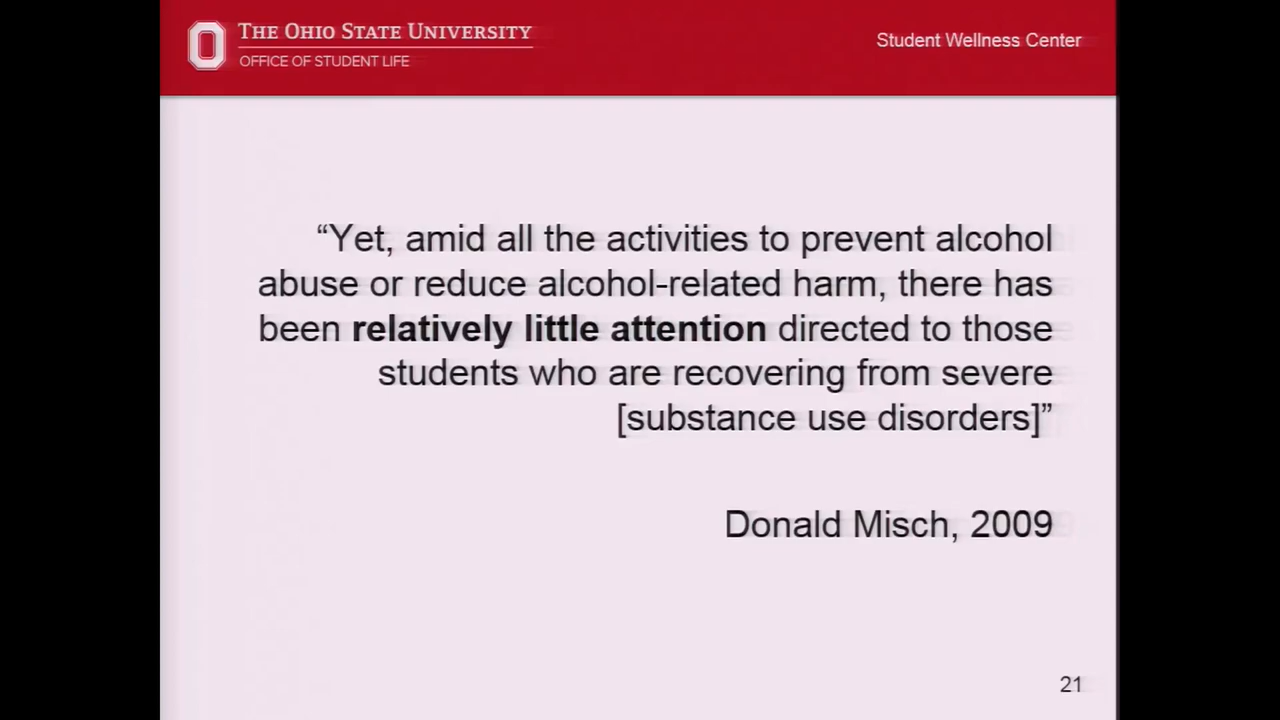 THE OHIO STATE UNIVERSITY
OFFICE OF STUDENT LIFE
Student Wellness Center
“Yet, amid all the activities to prevent alcohol
abuse or reduce alcohol-related harm, there has
been relatively little attention directed to those
students who are recovering from severe
[substance use disorders]”
Donald Misch, 2009
21